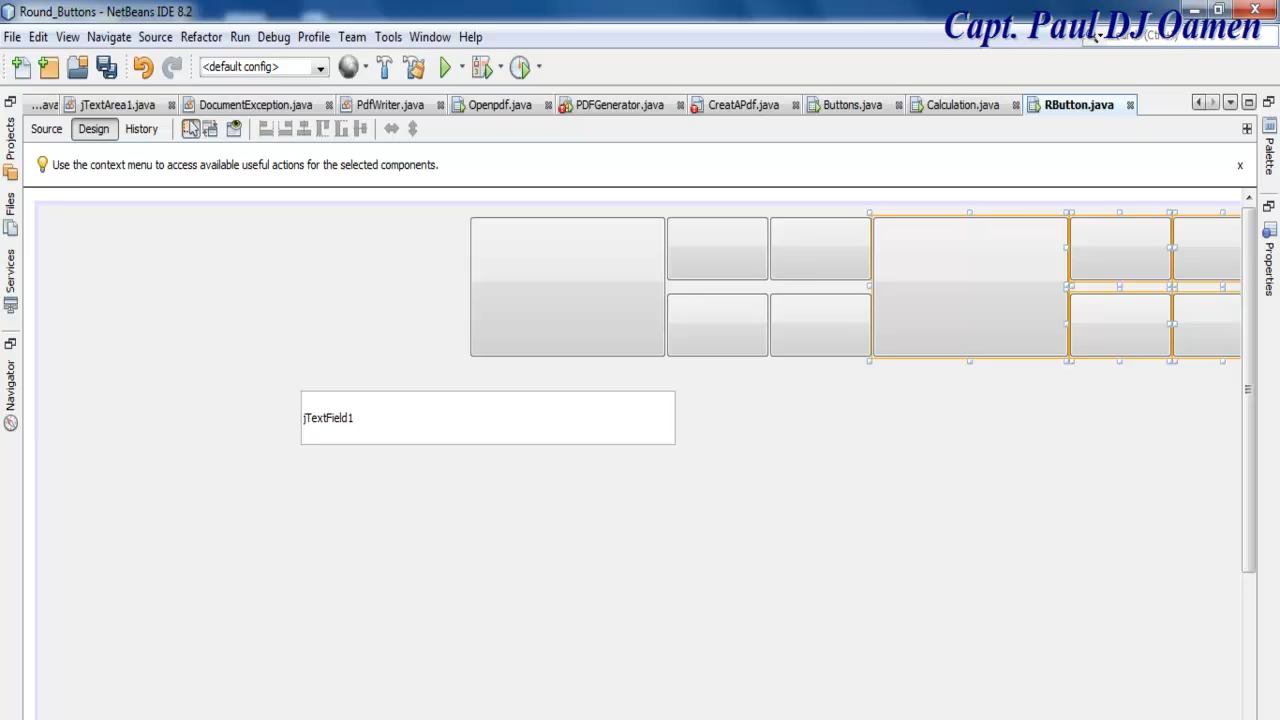 Round_Buttons - NetBeans IDE 8.2
Capt. Paul DJ Oamen
File Edit View Navigate Source Refactor Run Debug Profile Team Tools Window Help
<default config>
...ava jTextArea1.java DocumentException.java PdfWriter.java Openpdf.java PDFGenerator.java CreatAPdf.java Buttons.java Calculation.java RButton.java
Source Design History
Use the context menu to access available useful actions for the selected components. x
Projects
Files
Services
Navigator
Palette
Properties
jTextField1